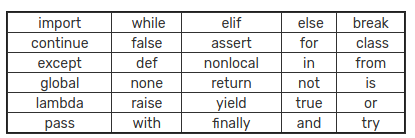 import while elif else break
continue false assert for class
except def nonlocal in from
global none return not is
lambda raise yield true or
pass with finally and try